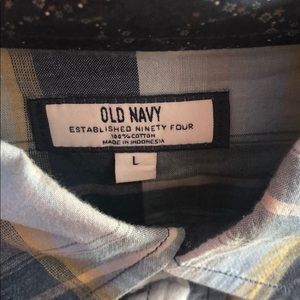 OLD NAVY
ESTABLISHED NINETY FOUR
100% COTTON
MADE IN INDONESIA
L